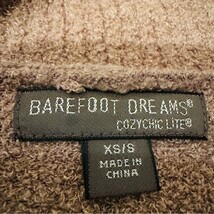 BAREFOOT DREAMS®
COZYCHIC LITE®
XS/S
MADE IN
CHINA